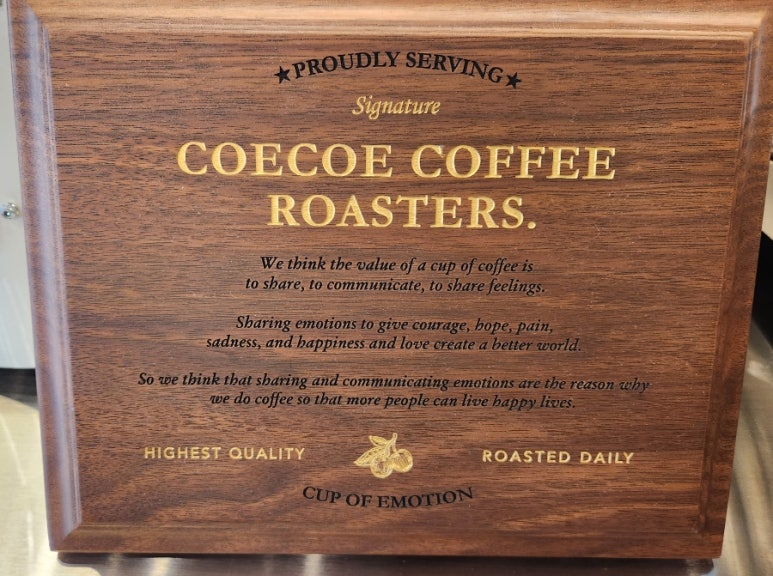 ★PROUDLY SERVING★
Signature
COECOE COFFEE
ROASTERS.
We think the value of a cup of coffee is
to share, to communicate, to share feelings.
Sharing emotions to give courage, hope, pain,
sadness, and happiness and love create a better world.
So we think that sharing and communicating emotions are the reason why
we do coffee so that more people can live happy lives.
HIGHEST QUALITY
ROASTED DAILY
CUP OF EMOTION